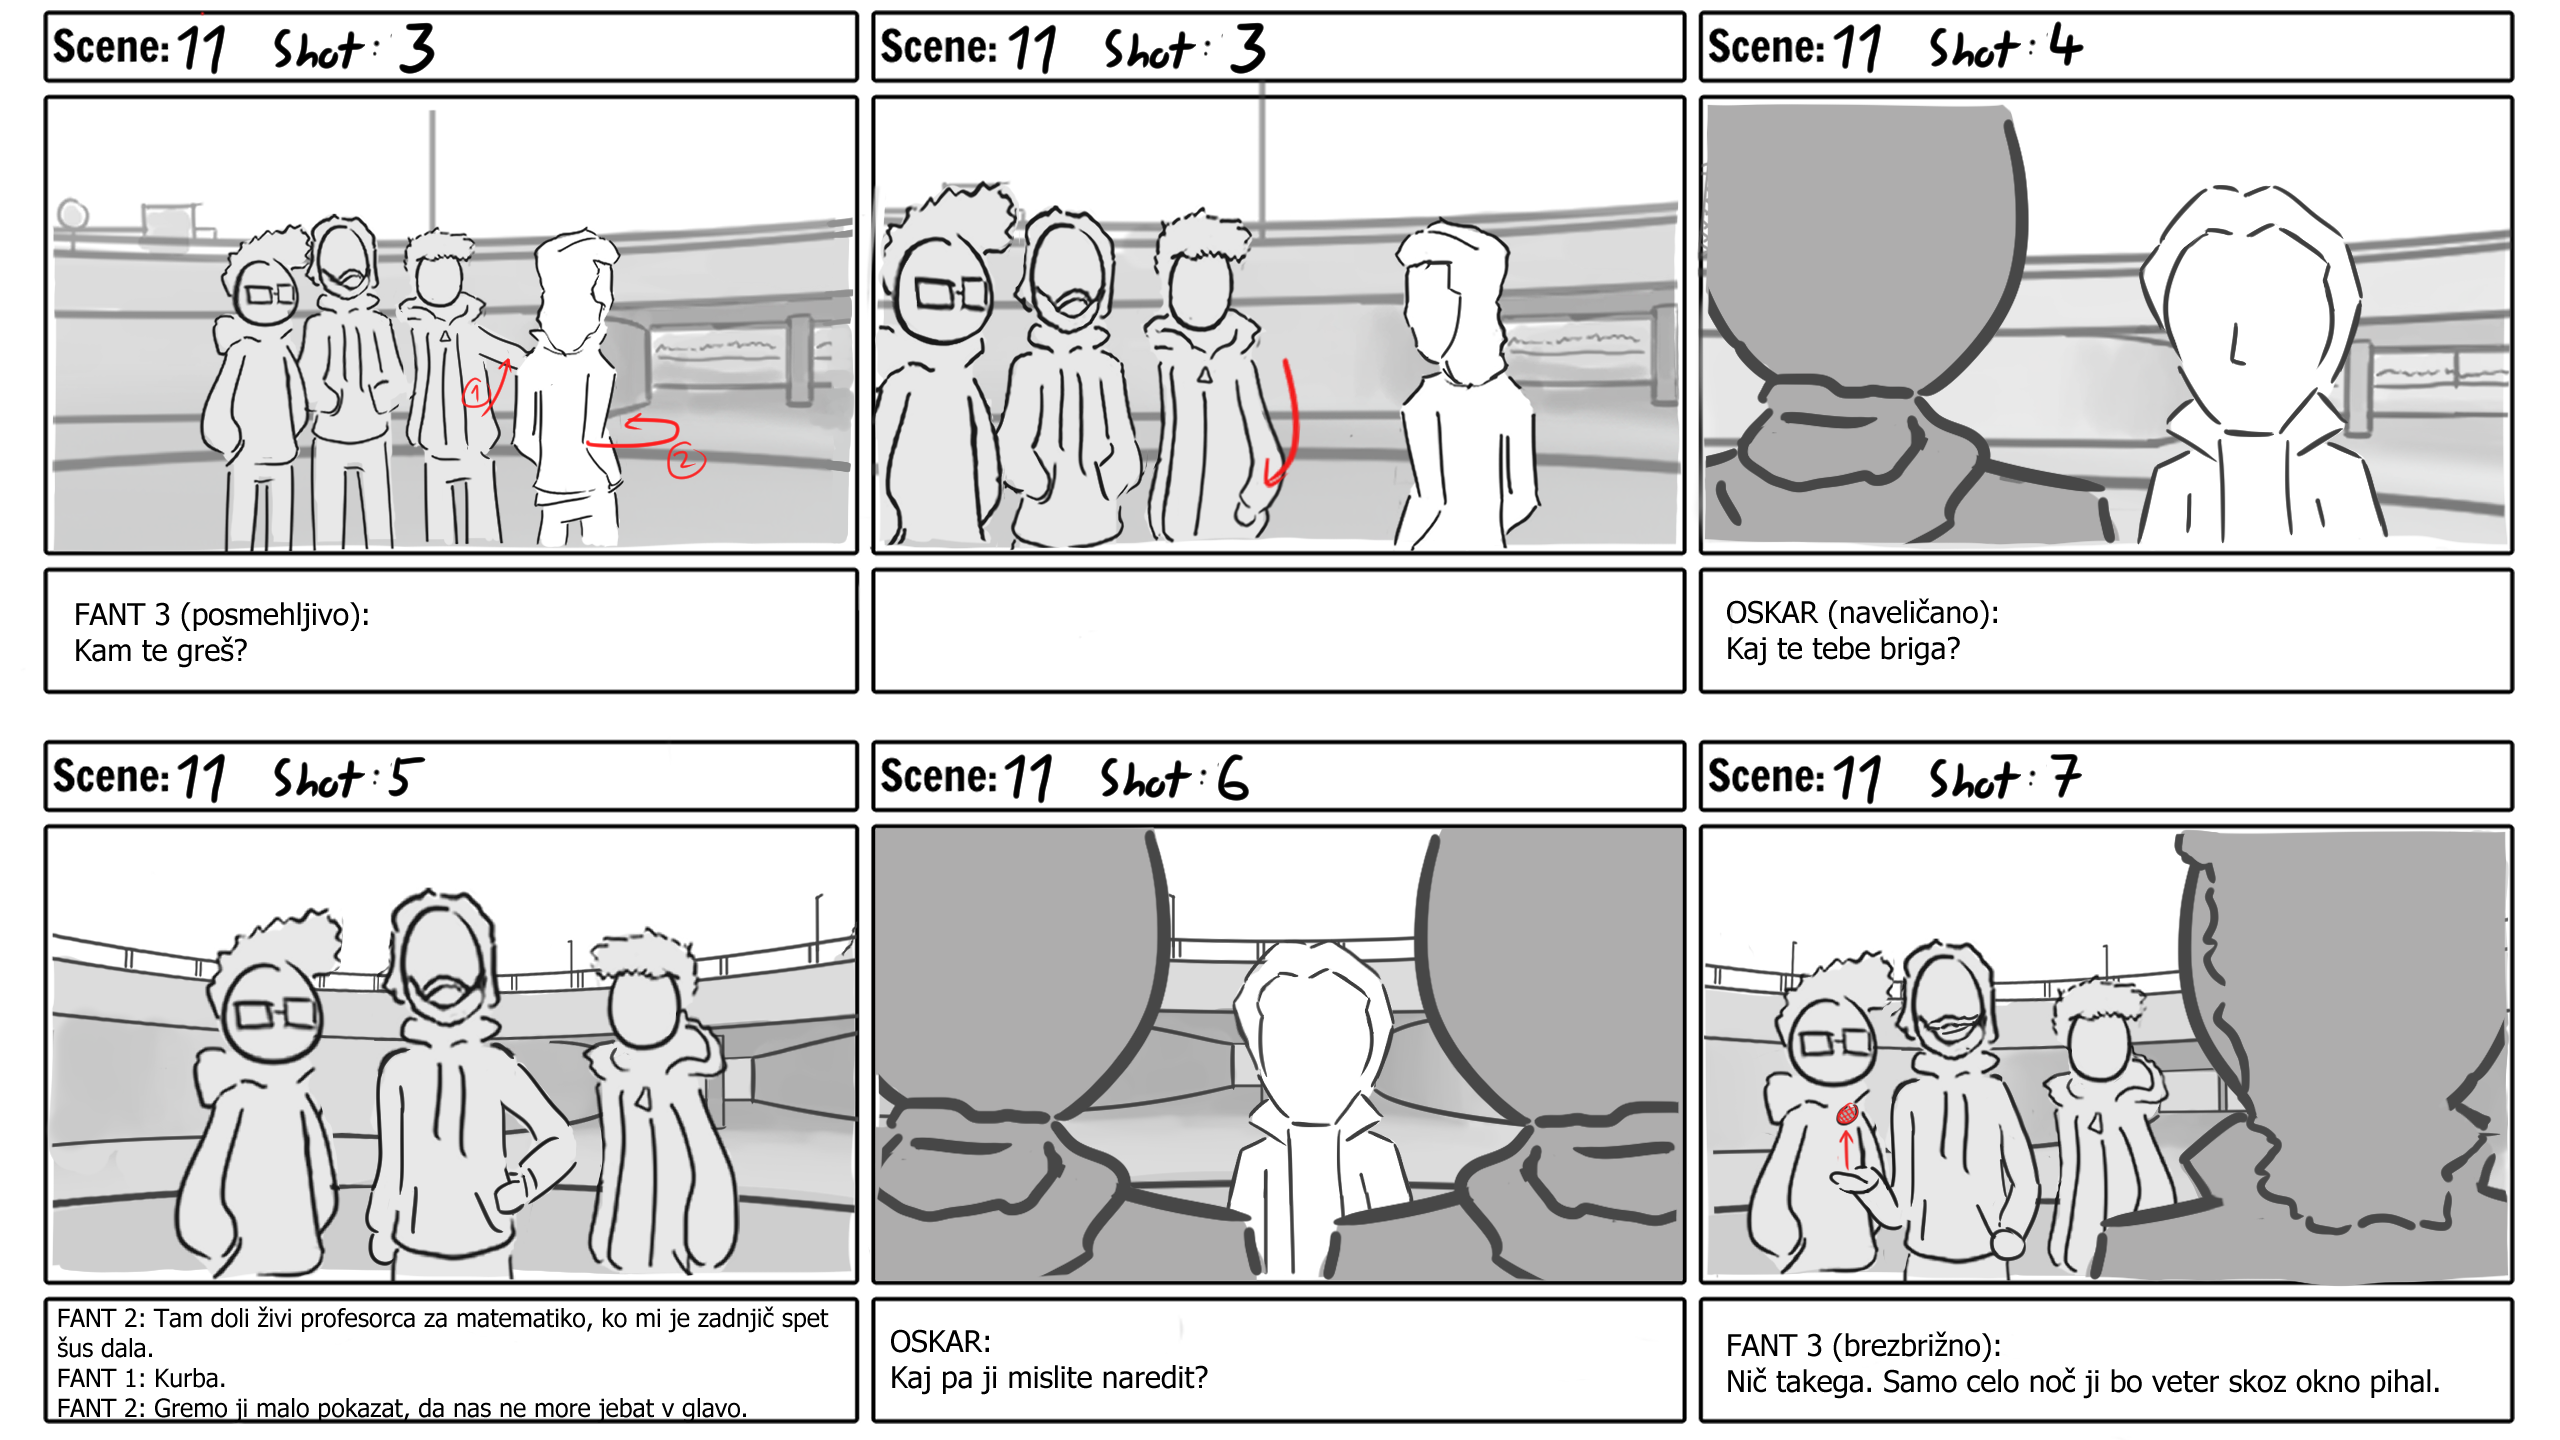 Scene: 11 Shot: 3
Scene: 11 Shot: 3
Scene: 11 Shot: 4
1
2
FANT 3 (posmehljivo):
Kam te greš?
OSKAR (naveličano):
Kaj te tebe briga?
Scene: 11 Shot: 5
Scene: 11 Shot: 6
Scene: 11 Shot: 7
FANT 2: Tam doli živi profesorca za matematiko, ko mi je zadnjič spet
šus dala.
FANT 1: Kurba.
FANT 2: Gremo ji malo pokazat, da nas ne more jebat v glavo.
OSKAR:
Kaj pa ji mislite naredit?
FANT 3 (brezbrižno):
Nič takega. Samo celo noč ji bo veter skoz okno pihal.